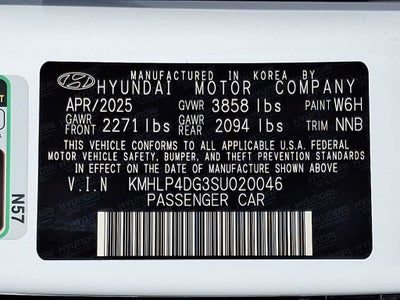 MANUFACTURED IN KOREA BY
HYUNDAI MOTOR COMPANY
APR/2025 GVWR 3858 lbs PAINT W6H
GAWR FRONT 2271 lbs GAWR REAR 2094 lbs TRIM NNB
THIS VEHICLE CONFORMS TO ALL APPLICABLE U.S.A. FEDERAL
MOTOR VEHICLE SAFETY, BUMPER, AND THEFT PREVENTION STANDARDS
IN EFFECT ON THE DATE OF MANUFACTURE SHOWN ABOVE
V.I.N KMHLP4DG3SU020046
PASSENGER CAR
N57